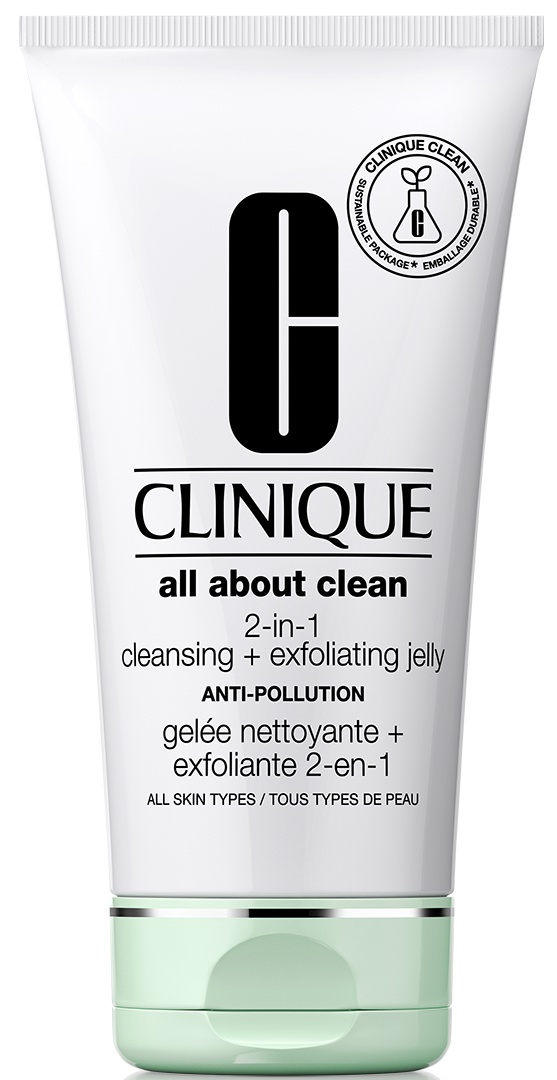 CLINIQUE CLEAN
SUSTAINABLE PACKAGE* EMBALLAGE DURABLE*
C
C
CLINIQUE
all about clean
2-in-1
cleansing + exfoliating jelly
ANTI-POLLUTION
gelée nettoyante +
exfoliante 2-en-1
ALL SKIN TYPES / TOUS TYPES DE PEAU